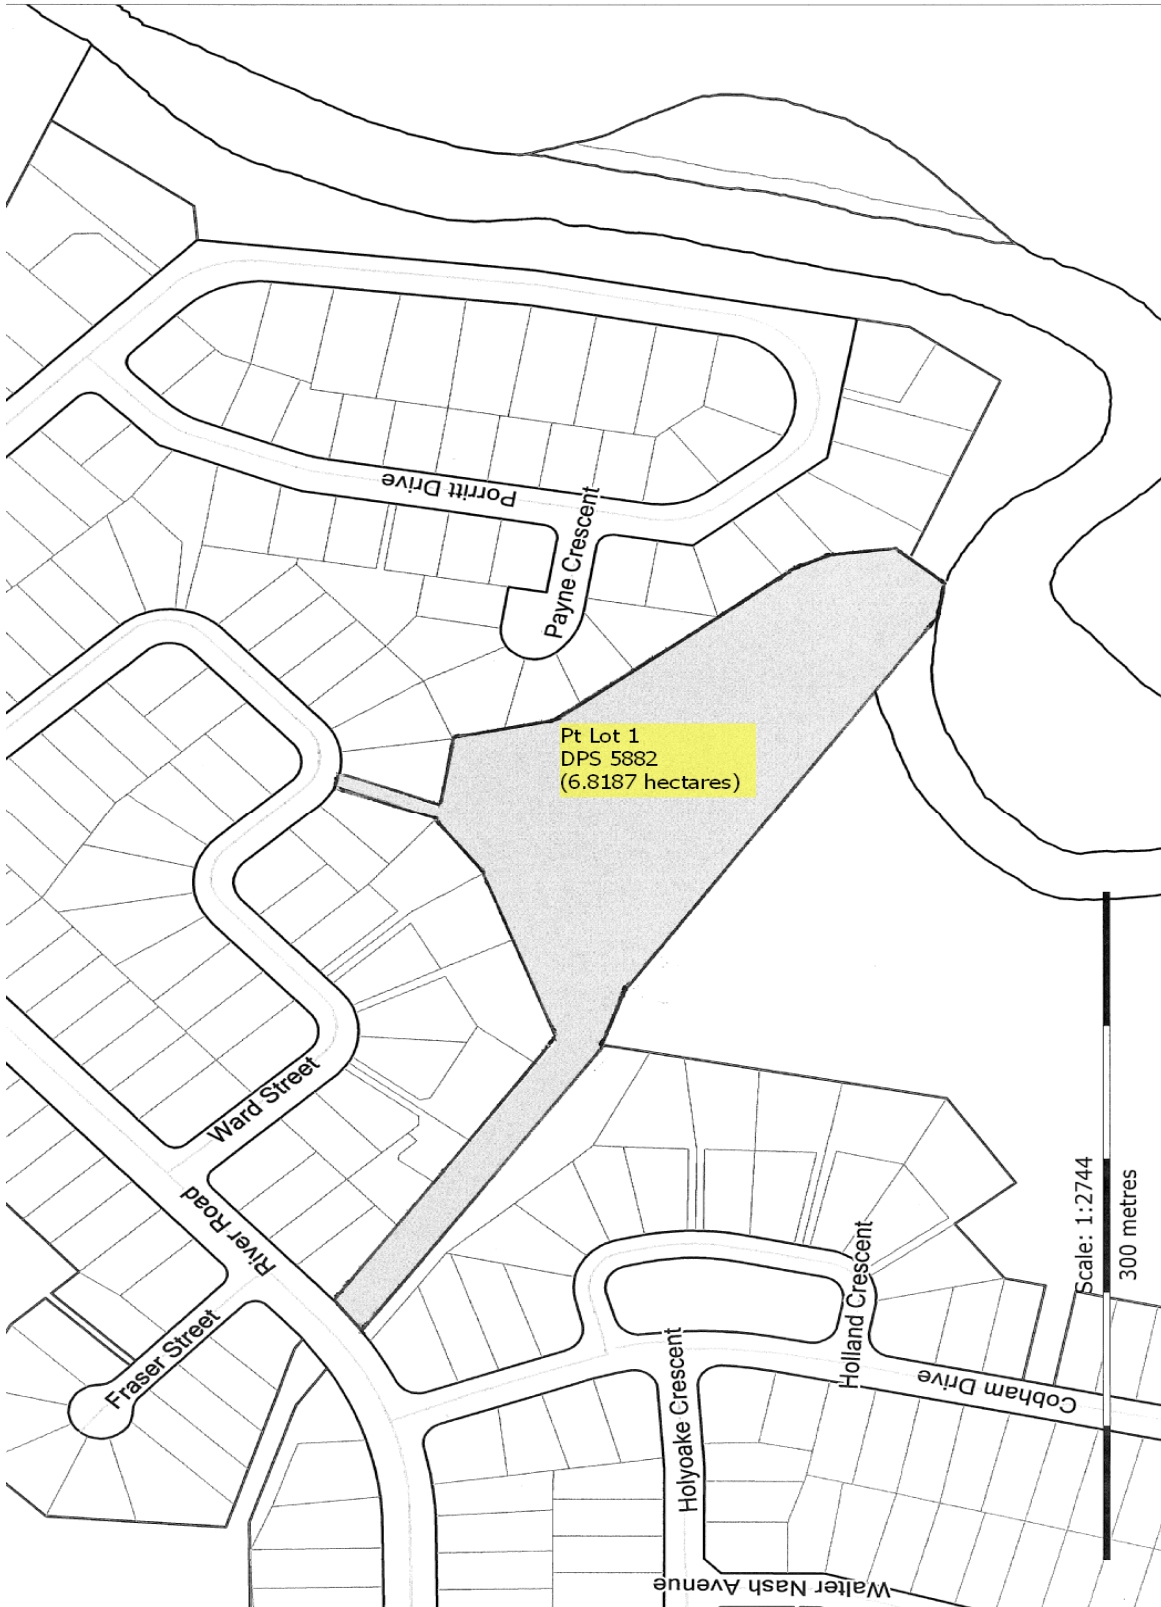 Porritt Drive
Payne Crescent
Pt Lot 1
DPS 5882
(6.8187 hectares)
Ward Street
River Road
Fraser Street
Scale: 1:2744
300 metres
Holland Crescent
Holyoake Crescent
Cobham Drive
Walter Nash Avenue